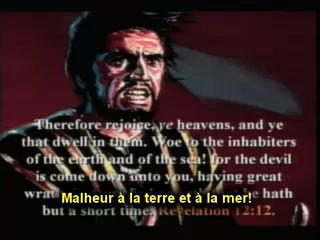 Therefore rejoice, ye heavens, and ye
that dwell in them. Woe to the inhabiters
of the earth and of the sea! for the devil
is come down unto you, having great
wrat he hath
Malheur à la terre et à la mer!
but a short time. Revelation 12:12.